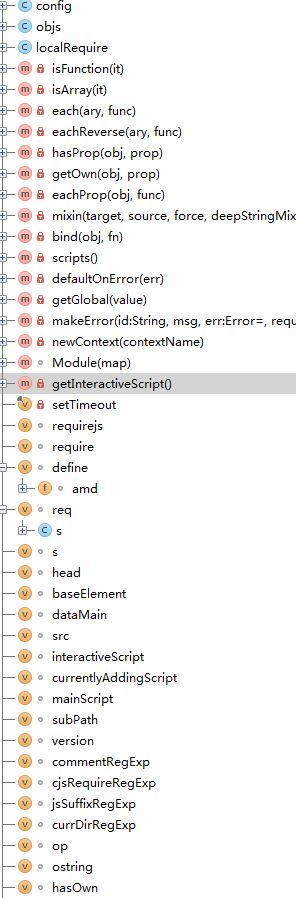 config
objs
localRequire
isFunction(it)
isArray(it)
each(ary, func)
eachReverse(ary, func)
hasProp(obj, prop)
getOwn(obj, prop)
eachProp(obj, func)
mixin(target, source, force, deepStringMix
bind(obj, fn)
scripts()
defaultOnError(err)
getGlobal(value)
makeError(id:String, msg, err:Error=, requ
newContext(contextName)
Module(map)
getInteractiveScript()
setTimeout
requirejs
require
define
amd
req
s
s
head
baseElement
dataMain
src
interactiveScript
currentlyAddingScript
mainScript
subPath
version
commentRegExp
cjsRequireRegExp
jsSuffixRegExp
currDirRegExp
op
ostring
hasOwn